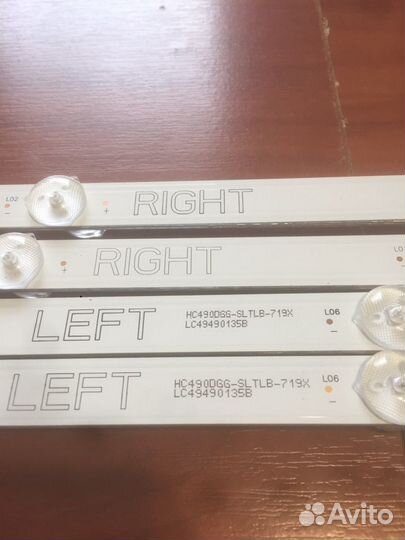 L02
- +
RIGHT
+
RIGHT
LEFT
HC490DGG-SLTLB-719X
LC49490135B
L06
-
LEFT
HC490DGG-SLTLB-719X
LC49490135B
L06
-
Avito